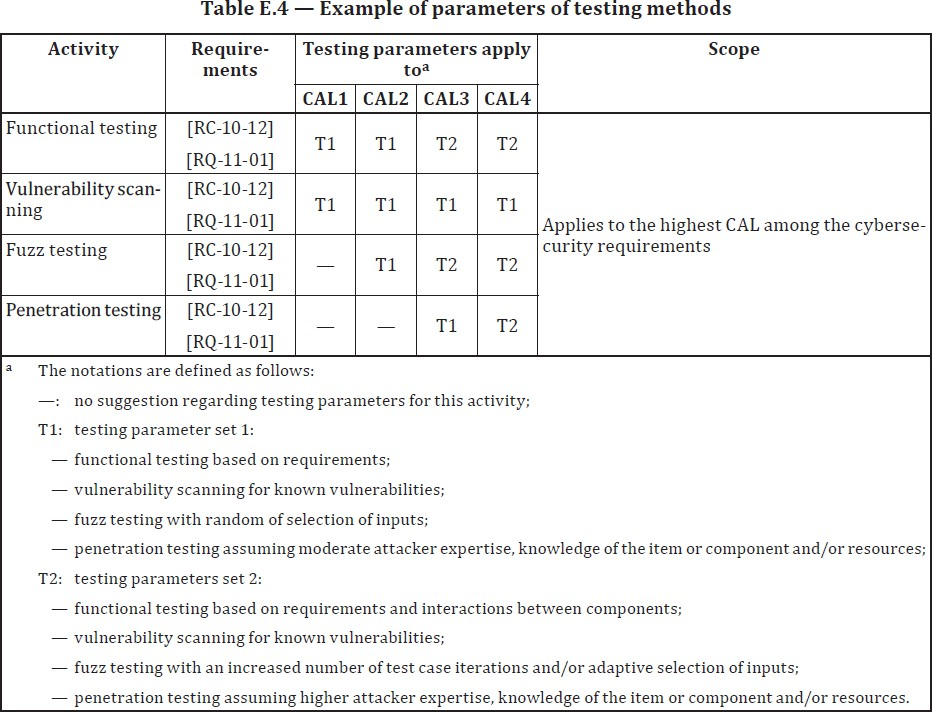 Table E.4 — Example of parameters of testing methods
Activity
Require-
ments
Testing parameters apply
toᵃ
Scope
CAL1 CAL2 CAL3 CAL4
Functional testing
[RC-10-12]
[RQ-11-01]
T1 T1 T2 T2
Vulnerability scan-
ning
[RC-10-12]
[RQ-11-01]
T1 T1 T1 T1
Fuzz testing
[RC-10-12]
[RQ-11-01]
— T1 T2 T2
Penetration testing
[RC-10-12]
[RQ-11-01]
— — T1 T2
Applies to the highest CAL among the cyberse-
curity requirements
ᵃ The notations are defined as follows:
—: no suggestion regarding testing parameters for this activity;
T1: testing parameter set 1:
— functional testing based on requirements;
— vulnerability scanning for known vulnerabilities;
— fuzz testing with random of selection of inputs;
— penetration testing assuming moderate attacker expertise, knowledge of the item or component and/or resources;
T2: testing parameters set 2:
— functional testing based on requirements and interactions between components;
— vulnerability scanning for known vulnerabilities;
— fuzz testing with an increased number of test case iterations and/or adaptive selection of inputs;
— penetration testing assuming higher attacker expertise, knowledge of the item or component and/or resources.